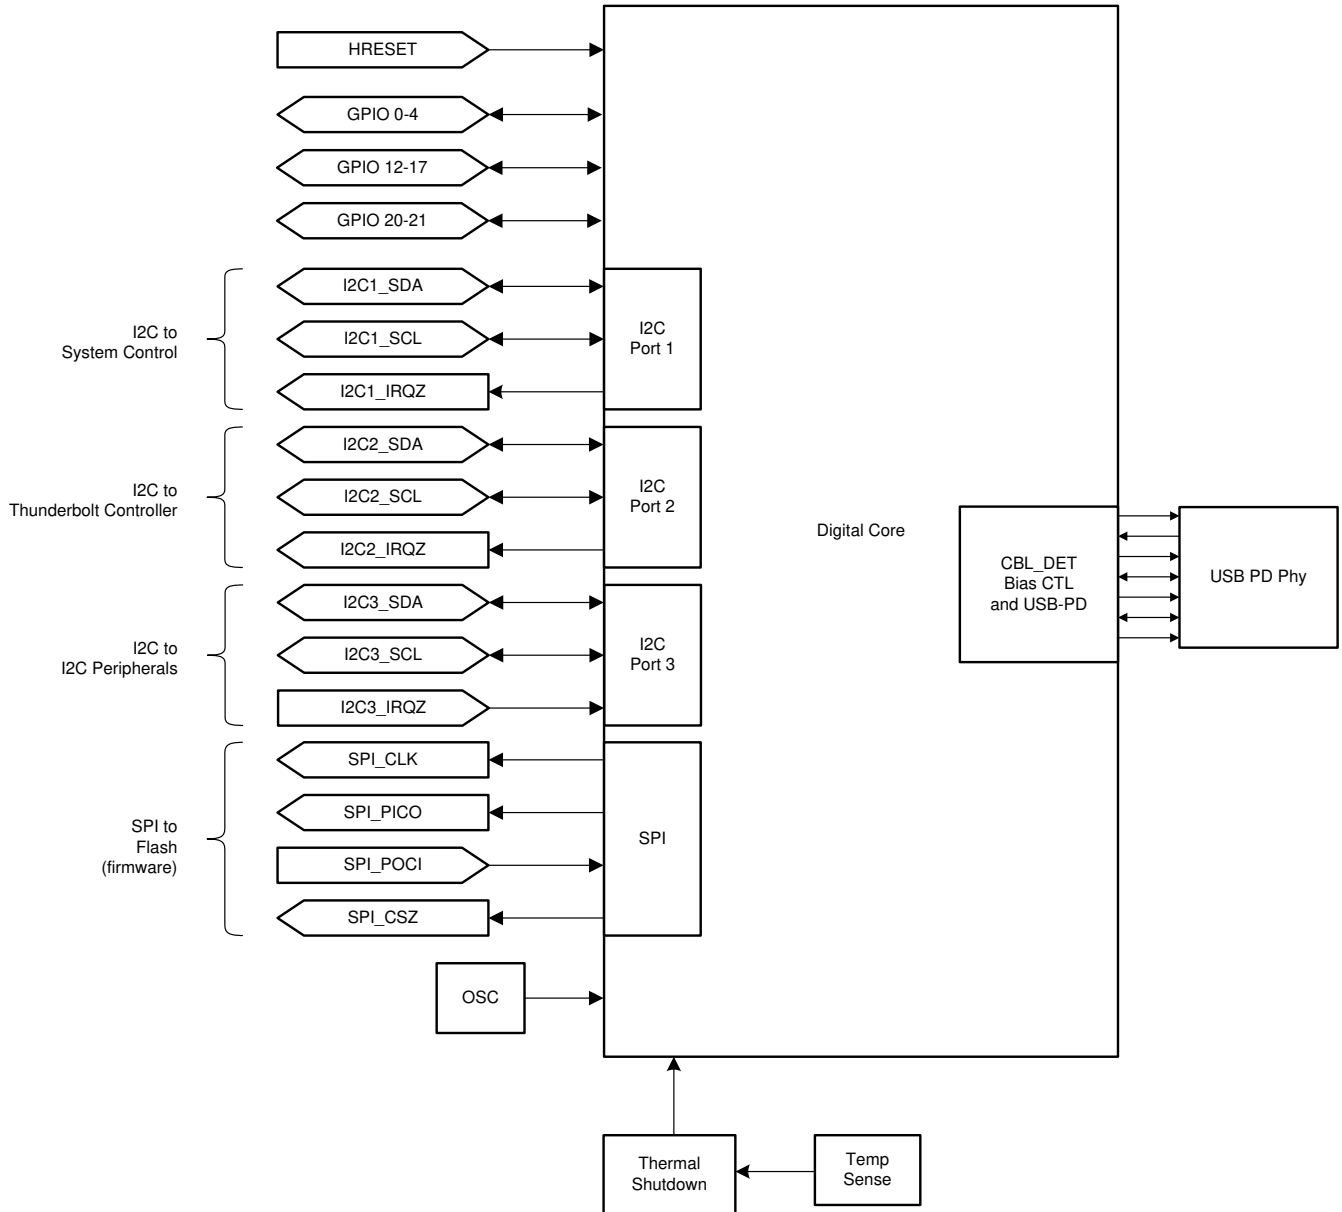 HRESET
GPIO 0-4
GPIO 12-17
GPIO 20-21
I2C to
System Control
I2C1_SDA
I2C1_SCL
I2C1_IRQZ
I2C
Port 1
I2C to
Thunderbolt Controller
I2C2_SDA
I2C2_SCL
I2C2_IRQZ
I2C
Port 2
Digital Core
CBL_DET
Bias CTL
and USB-PD
USB PD Phy
I2C to
I2C Peripherals
I2C3_SDA
I2C3_SCL
I2C3_IRQZ
I2C
Port 3
SPI to
Flash
(firmware)
SPI_CLK
SPI_PICO
SPI_POCI
SPI_CSZ
SPI
OSC
Thermal
Shutdown
Temp
Sense